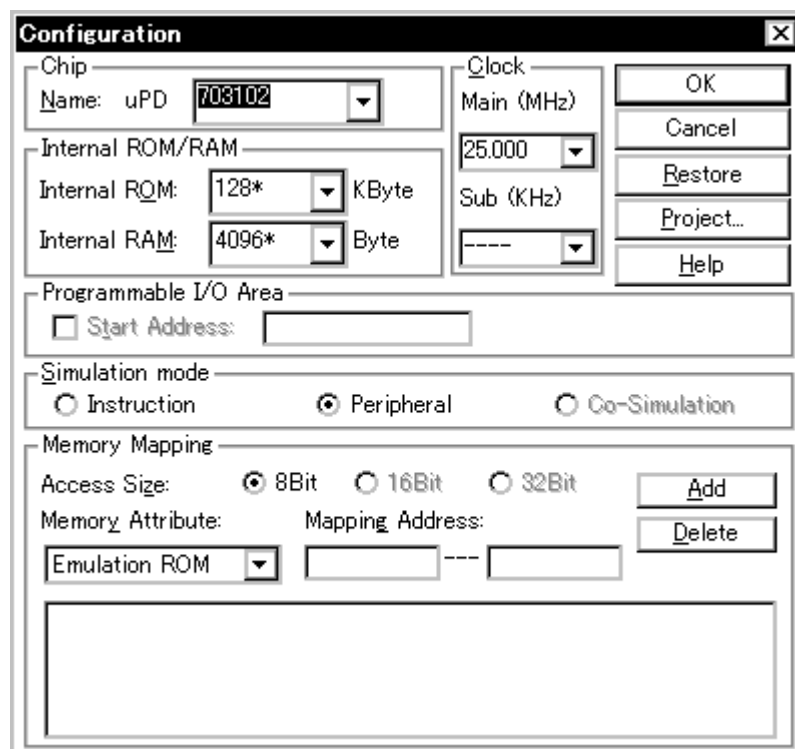 Configuration
Chip
Name: uPD 703102
Internal ROM/RAM
Internal ROM: 128* KByte
Internal RAM: 4096* Byte
Clock
Main (MHz)
25.000
Sub (KHz)
----
OK
Cancel
Restore
Project...
Help
Programmable I/O Area
Start Address:
Simulation mode
Instruction Peripheral Co-Simulation
Memory Mapping
Access Size: 8Bit 16Bit 32Bit
Memory Attribute: Mapping Address:
Emulation ROM ---
Add
Delete